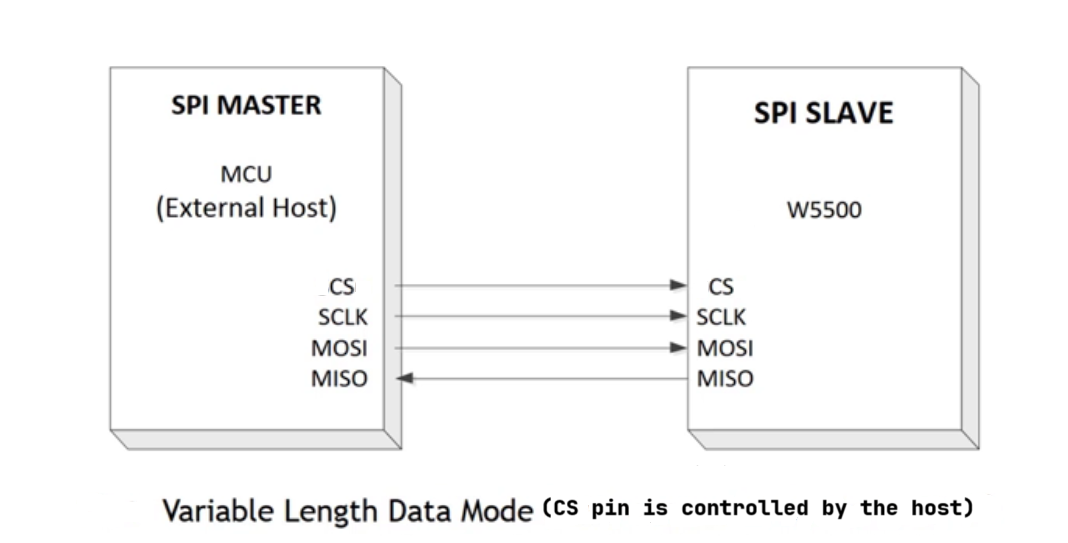 SPI MASTER
MCU
(External Host)
CS
SCLK
MOSI
MISO
SPI SLAVE
W5500
CS
SCLK
MOSI
MISO
Variable Length Data Mode (CS pin is controlled by the host)